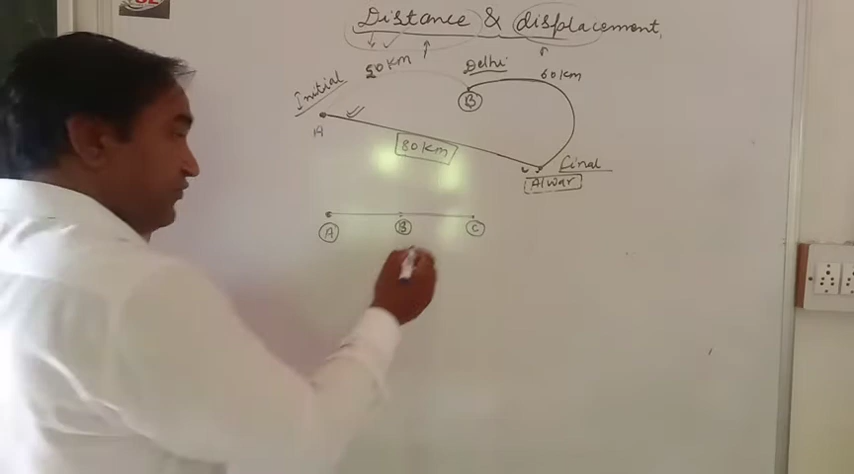 Distance & displacement,
50 km
Delhi
60 km
Initial
B
A
80 km
final
Alwar
A
B
C